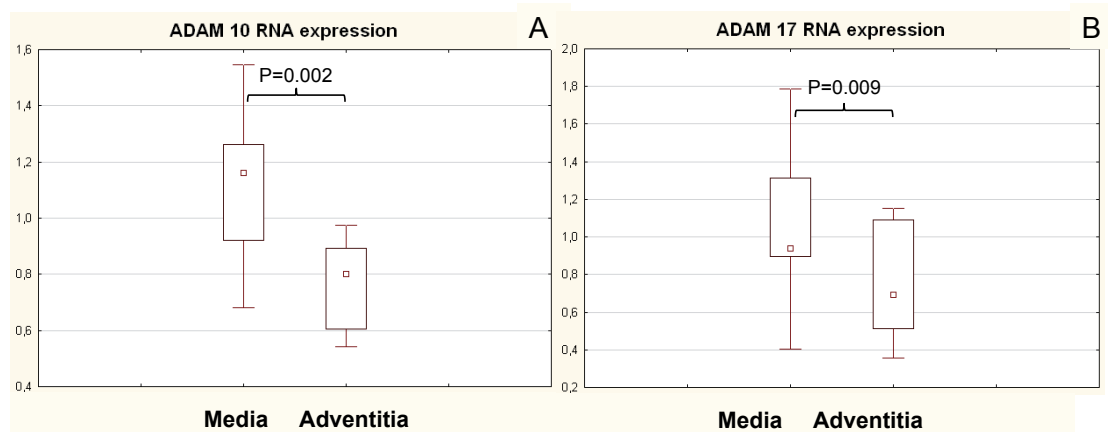 ADAM 10 RNA expression
A
1,6
1,4
1,2
1,0
0,8
0,6
0,4
P=0.002
Media Adventitia
ADAM 17 RNA expression
B
2,0
1,8
1,6
1,4
1,2
1,0
0,8
0,6
0,4
0,2
P=0.009
Media Adventitia